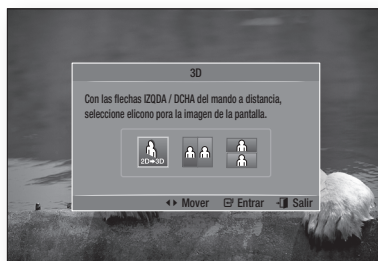 3D
Con las flechas IZQDA / DCHA del mando a distancia,
seleccione elicono pora la imagen de la pantalla.
2D➔3D
Mover Entrar Salir